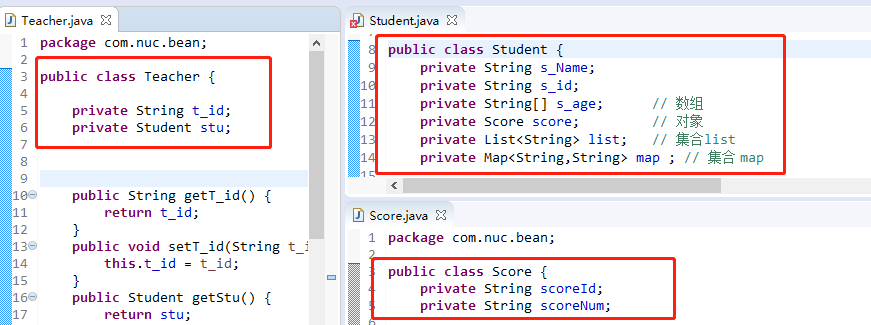 Teacher.java
1 package com.nuc.bean;
2
3 public class Teacher {
4
5 private String t_id;
6 private Student stu;
7
8
9
10 public String getT_id() {
11 return t_id;
12 }
13 public void setT_id(String t_i
14 this.t_id = t_id;
15 }
16 public Student getStu() {
17 return stu;
Student.java
8 public class Student {
9 private String s_Name;
10 private String s_id;
11 private String[] s_age; // 数组
12 private Score score; // 对象
13 private List<String> list; // 集合list
14 private Map<String,String> map ; // 集合 map
15
Score.java
1 package com.nuc.bean;
2
3 public class Score {
4 private String scoreId;
5 private String scoreNum;
6